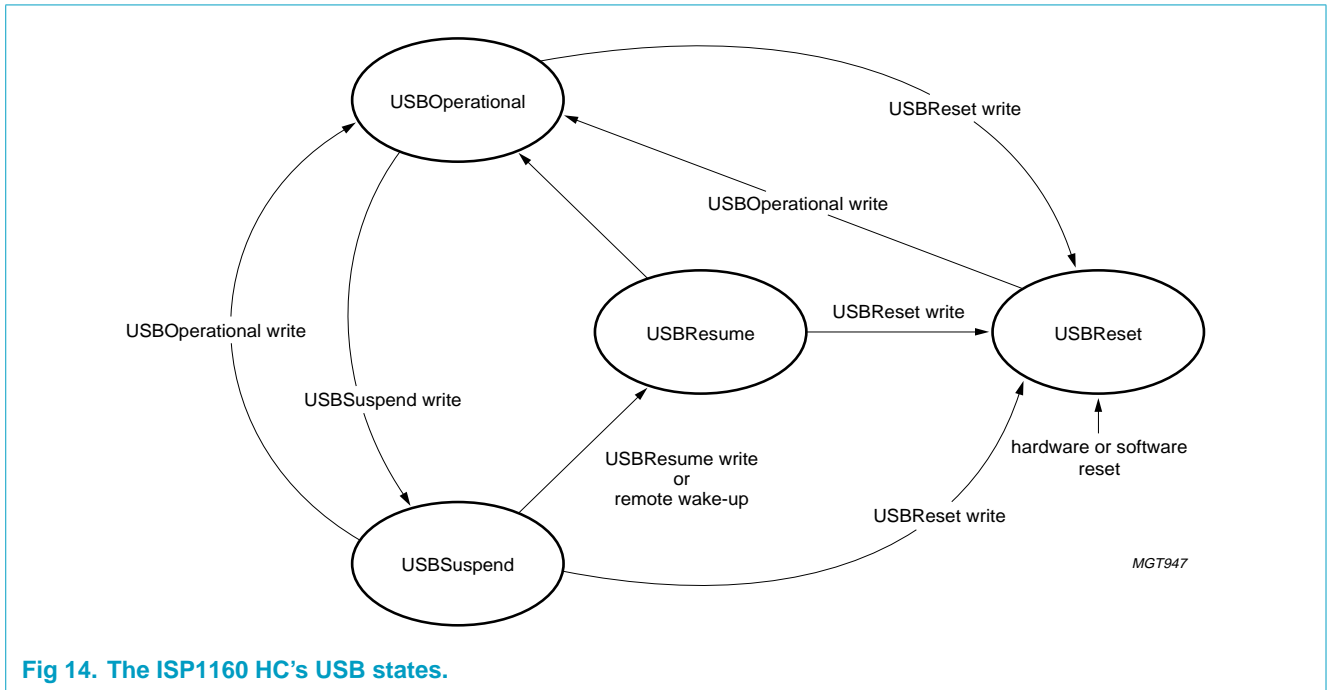 USBOperational
USBReset write
USBOperational write
USBOperational write
USBReset write
USBResume
USBReset
USBSuspend write
hardware or software
reset
USBResume write
or
remote wake-up
USBReset write
USBSuspend
MGT947
Fig 14. The ISP1160 HC’s USB states.